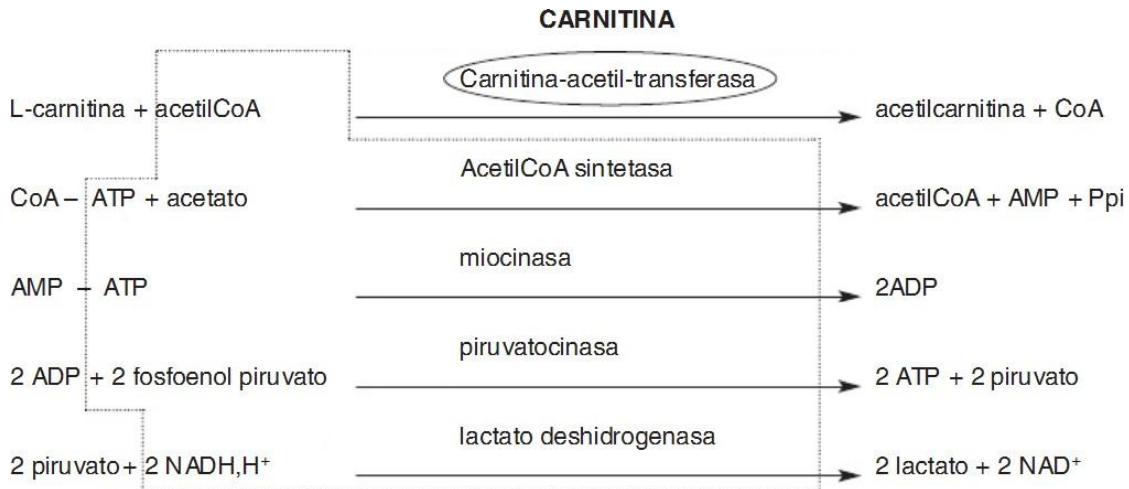 CARNITINA
Carnitina-acetil-transferasa
L-carnitina + acetilCoA acetilcarnitina + CoA
AcetilCoA sintetasa
CoA – ATP + acetato acetilCoA + AMP + Ppi
miocinasa
AMP – ATP 2ADP
piruvatocinasa
2 ADP + 2 fosfoenol piruvato 2 ATP + 2 piruvato
lactato deshidrogenasa
2 piruvato + 2 NADH,H⁺ 2 lactato + 2 NAD⁺